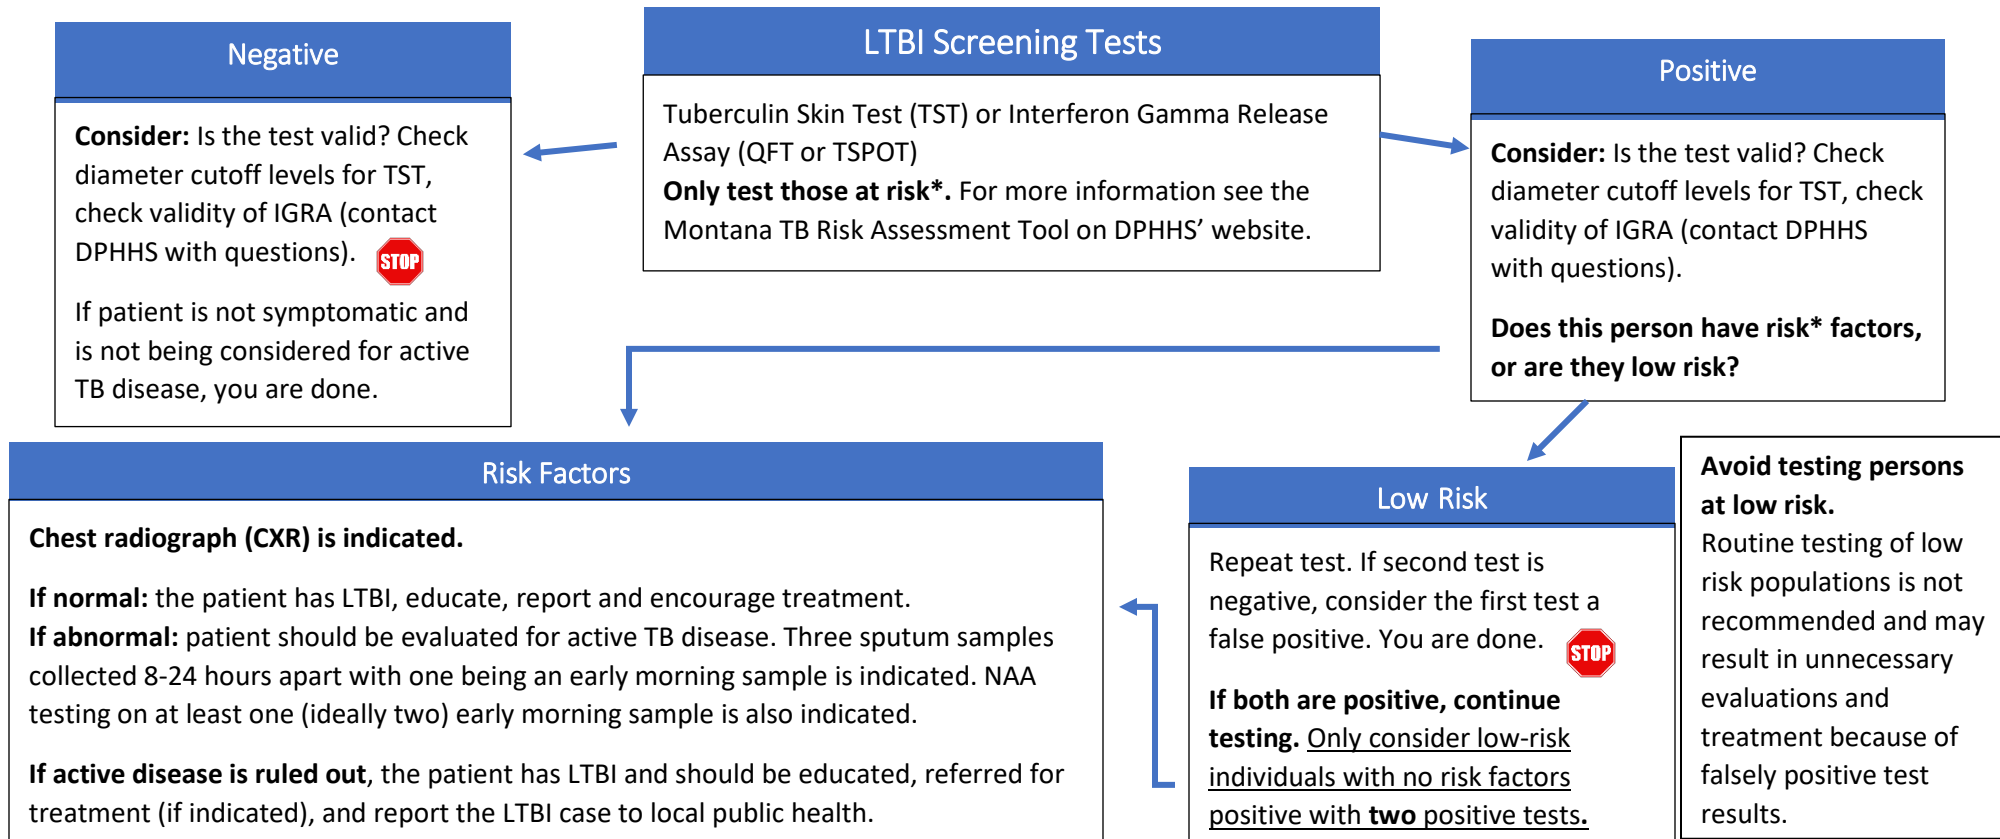 Negative
Consider: Is the test valid? Check
diameter cutoff levels for TST,
check validity of IGRA (contact
DPHHS with questions).
STOP
If patient is not symptomatic and
is not being considered for active
TB disease, you are done.
LTBI Screening Tests
Tuberculin Skin Test (TST) or Interferon Gamma Release
Assay (QFT or TSPOT)
Only test those at risk*. For more information see the
Montana TB Risk Assessment Tool on DPHHS’ website.
Positive
Consider: Is the test valid? Check
diameter cutoff levels for TST, check
validity of IGRA (contact DPHHS
with questions).
Does this person have risk* factors,
or are they low risk?
Risk Factors
Chest radiograph (CXR) is indicated.
If normal: the patient has LTBI, educate, report and encourage treatment.
If abnormal: patient should be evaluated for active TB disease. Three sputum samples
collected 8-24 hours apart with one being an early morning sample is indicated. NAA
testing on at least one (ideally two) early morning sample is also indicated.
If active disease is ruled out, the patient has LTBI and should be educated, referred for
treatment (if indicated), and report the LTBI case to local public health.
Low Risk
Repeat test. If second test is
negative, consider the first test a
false positive. You are done.
STOP
If both are positive, continue
testing. Only consider low-risk
individuals with no risk factors
positive with two positive tests.
Avoid testing persons
at low risk.
Routine testing of low
risk populations is not
recommended and may
result in unnecessary
evaluations and
treatment because of
falsely positive test
results.